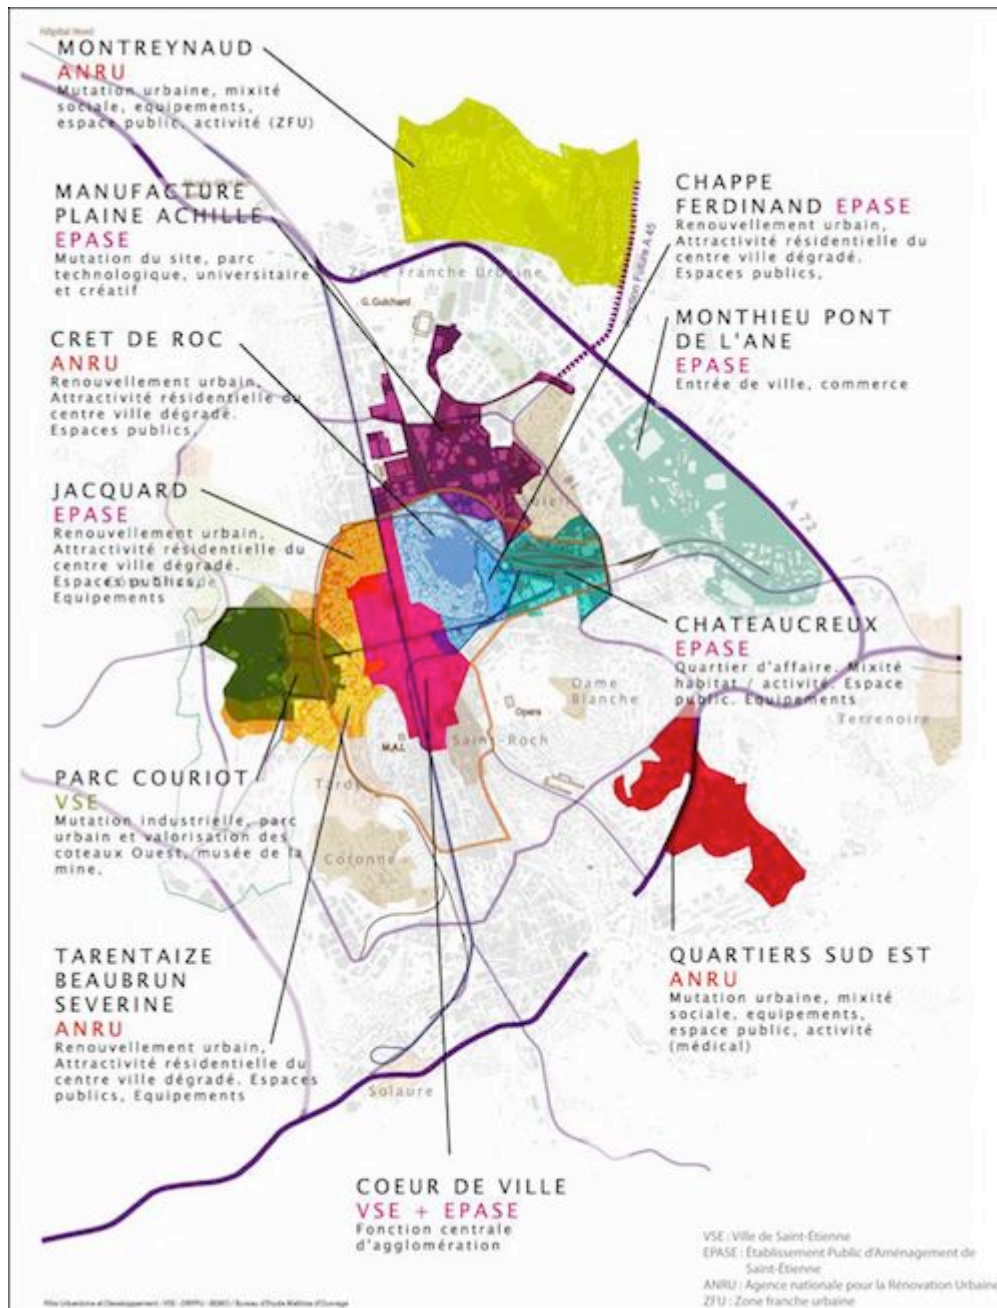 Hôpital Nord
MONTREYNAUD
ANRU
Mutation urbaine, mixité
sociale, equipements,
espace public, activité (ZFU)
MANUFACTURE
PLAINE ACHILLE
EPASE
Mutation du site, parc
technologique, universitaire
et créatif
CRET DE ROC
ANRU
Renouvellement urbain,
Attractivité résidentielle du
centre ville dégradé.
Espaces publics,
JACQUARD
EPASE
Renouvellement urbain,
Attractivité résidentielle du
centre ville dégradé.
Espaces publics,
Equipements
PARC COURIOT
VSE
Mutation industrielle, parc
urbain et valorisation des
coteaux Ouest, musée de la
mine.
TARENTAIZE
BEAUBRUN
SEVERINE
ANRU
Renouvellement urbain,
Attractivité résidentielle du
centre ville dégradé. Espaces
publics, Equipements
CHAPPE
FERDINAND EPASE
Renouvellement urbain,
Attractivité résidentielle du
centre ville dégradé.
Espaces publics,
MONTHIEU PONT
DE L'ANE
EPASE
Entrée de ville, commerce
CHATEAUCREUX
EPASE
Quartier d'affaire. Mixité
habitat / activité. Espace
public. Equipements
QUARTIERS SUD EST
ANRU
Mutation urbaine, mixité
sociale, equipements,
espace public, activité
(médical)
COEUR DE VILLE
VSE + EPASE
Fonction centrale
d'agglomération
Zone Franche Urbaine
G. Guichard
Future A 45
A 72
Soleil
Dame
Blanche
Opera
Saint-Roch
M.A.I.
Terrenoire
Cotonne
Solaure
VSE : Ville de Saint-Étienne
EPASE : Établissement Public d'Aménagement de
Saint-Étienne
ANRU : Agence nationale pour la Rénovation Urbaine
ZFU : Zone franche urbaine